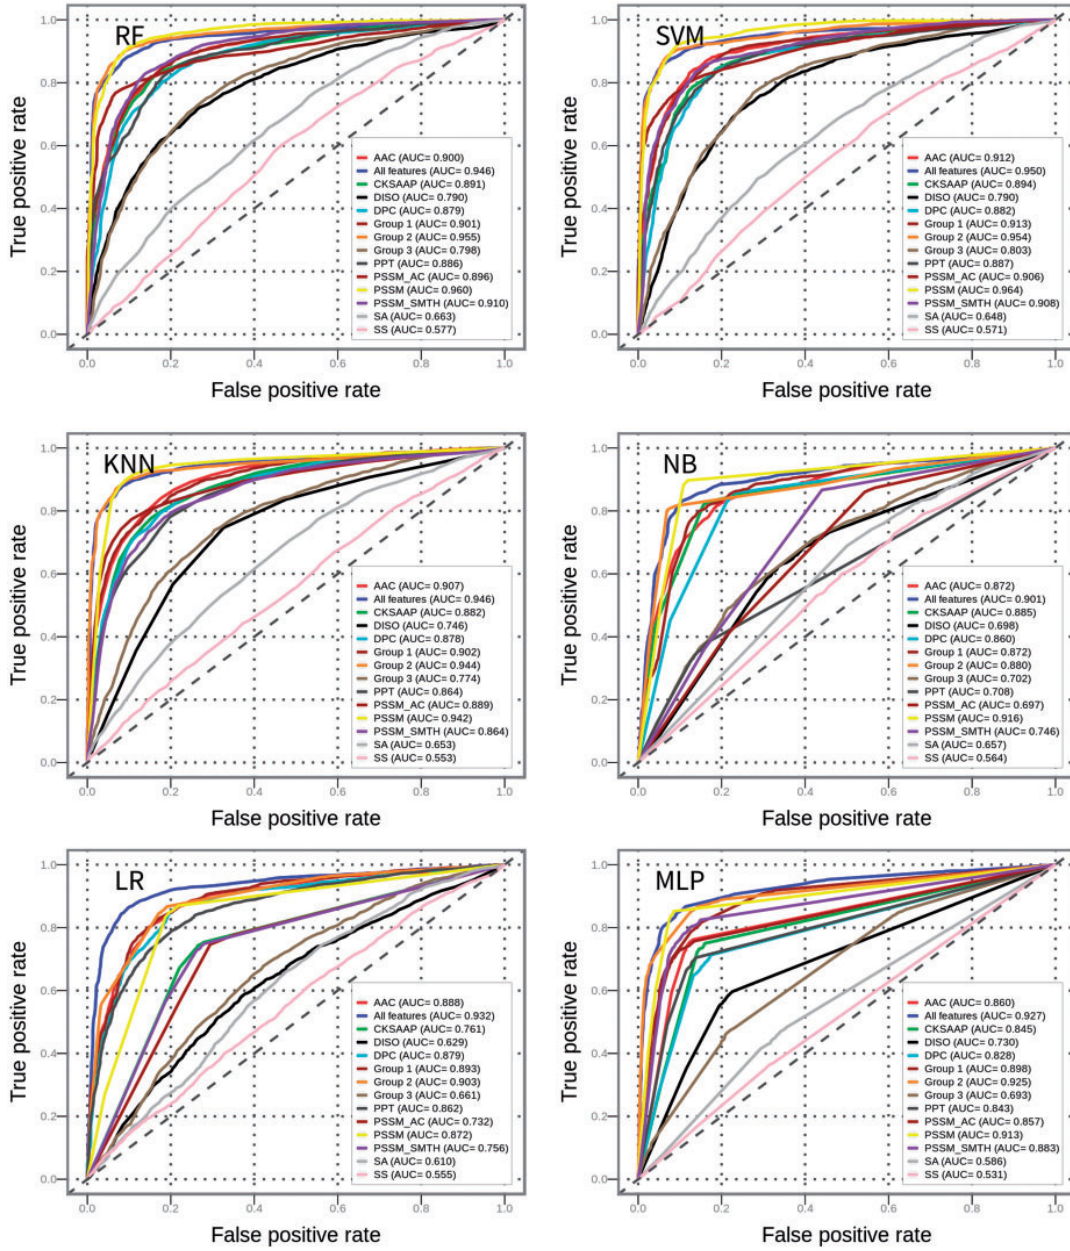 RF
True positive rate
1.0
0.8
0.6
0.4
0.2
0.0
AAC (AUC= 0.900)
All features (AUC= 0.946)
CKSAAP (AUC= 0.891)
DISO (AUC= 0.790)
DPC (AUC= 0.879)
Group 1 (AUC= 0.901)
Group 2 (AUC= 0.955)
Group 3 (AUC= 0.798)
PPT (AUC= 0.886)
PSSM_AC (AUC= 0.896)
PSSM (AUC= 0.960)
PSSM_SMTH (AUC= 0.910)
SA (AUC= 0.663)
SS (AUC= 0.577)
0.0 0.2 0.4 0.6 0.8 1.0
False positive rate
SVM
True positive rate
1.0
0.8
0.6
0.4
0.2
0.0
AAC (AUC= 0.912)
All features (AUC= 0.950)
CKSAAP (AUC= 0.894)
DISO (AUC= 0.790)
DPC (AUC= 0.882)
Group 1 (AUC= 0.913)
Group 2 (AUC= 0.954)
Group 3 (AUC= 0.803)
PPT (AUC= 0.887)
PSSM_AC (AUC= 0.906)
PSSM (AUC= 0.964)
PSSM_SMTH (AUC= 0.908)
SA (AUC= 0.648)
SS (AUC= 0.571)
0.0 0.2 0.4 0.6 0.8 1.0
False positive rate
KNN
True positive rate
1.0
0.8
0.6
0.4
0.2
0.0
AAC (AUC= 0.907)
All features (AUC= 0.946)
CKSAAP (AUC= 0.882)
DISO (AUC= 0.746)
DPC (AUC= 0.878)
Group 1 (AUC= 0.902)
Group 2 (AUC= 0.944)
Group 3 (AUC= 0.774)
PPT (AUC= 0.864)
PSSM_AC (AUC= 0.889)
PSSM (AUC= 0.942)
PSSM_SMTH (AUC= 0.864)
SA (AUC= 0.653)
SS (AUC= 0.553)
0.0 0.2 0.4 0.6 0.8 1.0
False positive rate
NB
True positive rate
1.0
0.8
0.6
0.4
0.2
0.0
AAC (AUC= 0.872)
All features (AUC= 0.901)
CKSAAP (AUC= 0.885)
DISO (AUC= 0.698)
DPC (AUC= 0.860)
Group 1 (AUC= 0.872)
Group 2 (AUC= 0.880)
Group 3 (AUC= 0.702)
PPT (AUC= 0.708)
PSSM_AC (AUC= 0.697)
PSSM (AUC= 0.916)
PSSM_SMTH (AUC= 0.746)
SA (AUC= 0.657)
SS (AUC= 0.564)
0.0 0.2 0.4 0.6 0.8 1.0
False positive rate
LR
True positive rate
1.0
0.8
0.6
0.4
0.2
0.0
AAC (AUC= 0.888)
All features (AUC= 0.932)
CKSAAP (AUC= 0.761)
DISO (AUC= 0.629)
DPC (AUC= 0.879)
Group 1 (AUC= 0.893)
Group 2 (AUC= 0.903)
Group 3 (AUC= 0.661)
PPT (AUC= 0.862)
PSSM_AC (AUC= 0.732)
PSSM (AUC= 0.872)
PSSM_SMTH (AUC= 0.756)
SA (AUC= 0.610)
SS (AUC= 0.555)
0.0 0.2 0.4 0.6 0.8 1.0
False positive rate
MLP
True positive rate
1.0
0.8
0.6
0.4
0.2
0.0
AAC (AUC= 0.860)
All features (AUC= 0.927)
CKSAAP (AUC= 0.845)
DISO (AUC= 0.730)
DPC (AUC= 0.828)
Group 1 (AUC= 0.898)
Group 2 (AUC= 0.925)
Group 3 (AUC= 0.693)
PPT (AUC= 0.843)
PSSM_AC (AUC= 0.857)
PSSM (AUC= 0.913)
PSSM_SMTH (AUC= 0.883)
SA (AUC= 0.586)
SS (AUC= 0.531)
0.0 0.2 0.4 0.6 0.8 1.0
False positive rate